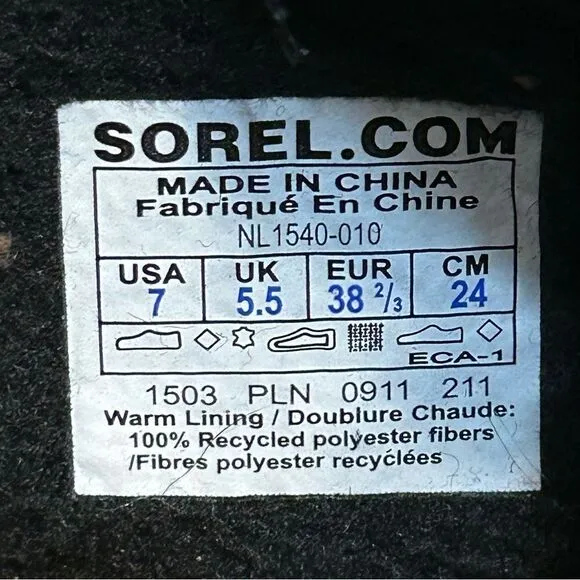 SOREL.COM
MADE IN CHINA
Fabriqué En Chine
NL1540-010
USA UK EUR CM
7 5.5 38 2/3 24
ECA-1
1503 PLN 0911 211
Warm Lining / Doublure Chaude:
100% Recycled polyester fibers
/Fibres polyester recyclées